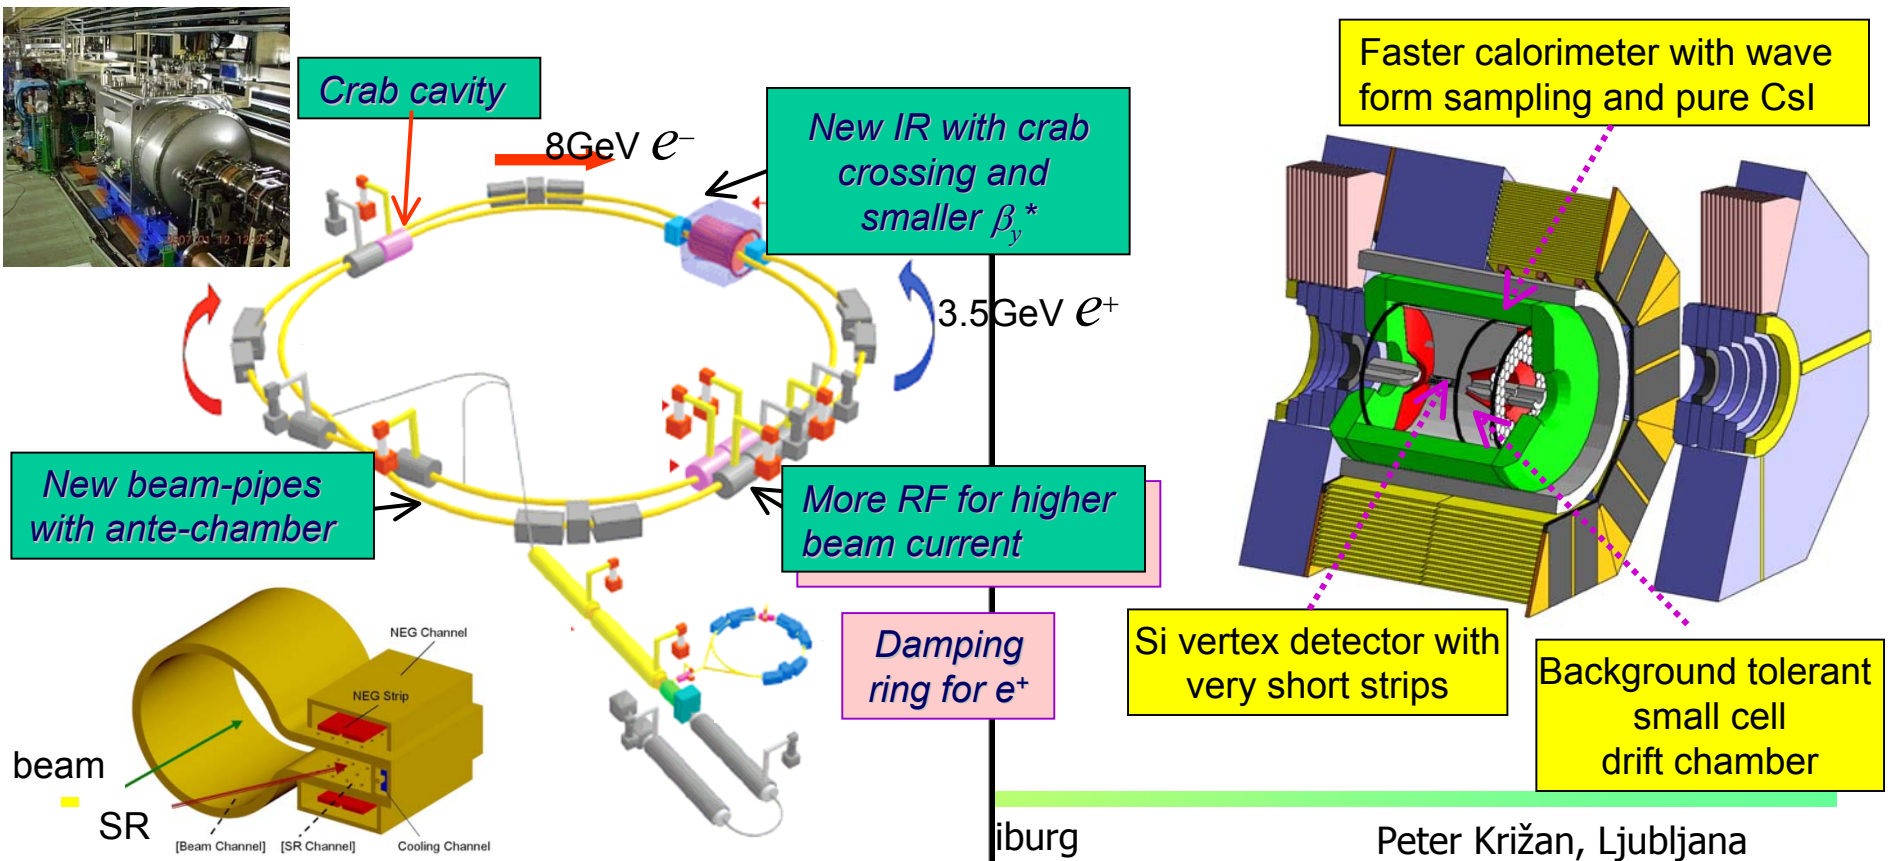 Crab cavity
8GeV e−
New IR with crab
crossing and
smaller βy*
3.5GeV e+
New beam-pipes
with ante-chamber
More RF for higher
beam current
Damping
ring for e+
NEG Channel
NEG Strip
beam
SR
[Beam Channel]
[SR Channel]
Cooling Channel
Faster calorimeter with wave
form sampling and pure CsI
Si vertex detector with
very short strips
Background tolerant
small cell
drift chamber
iburg
Peter Križan, Ljubljana